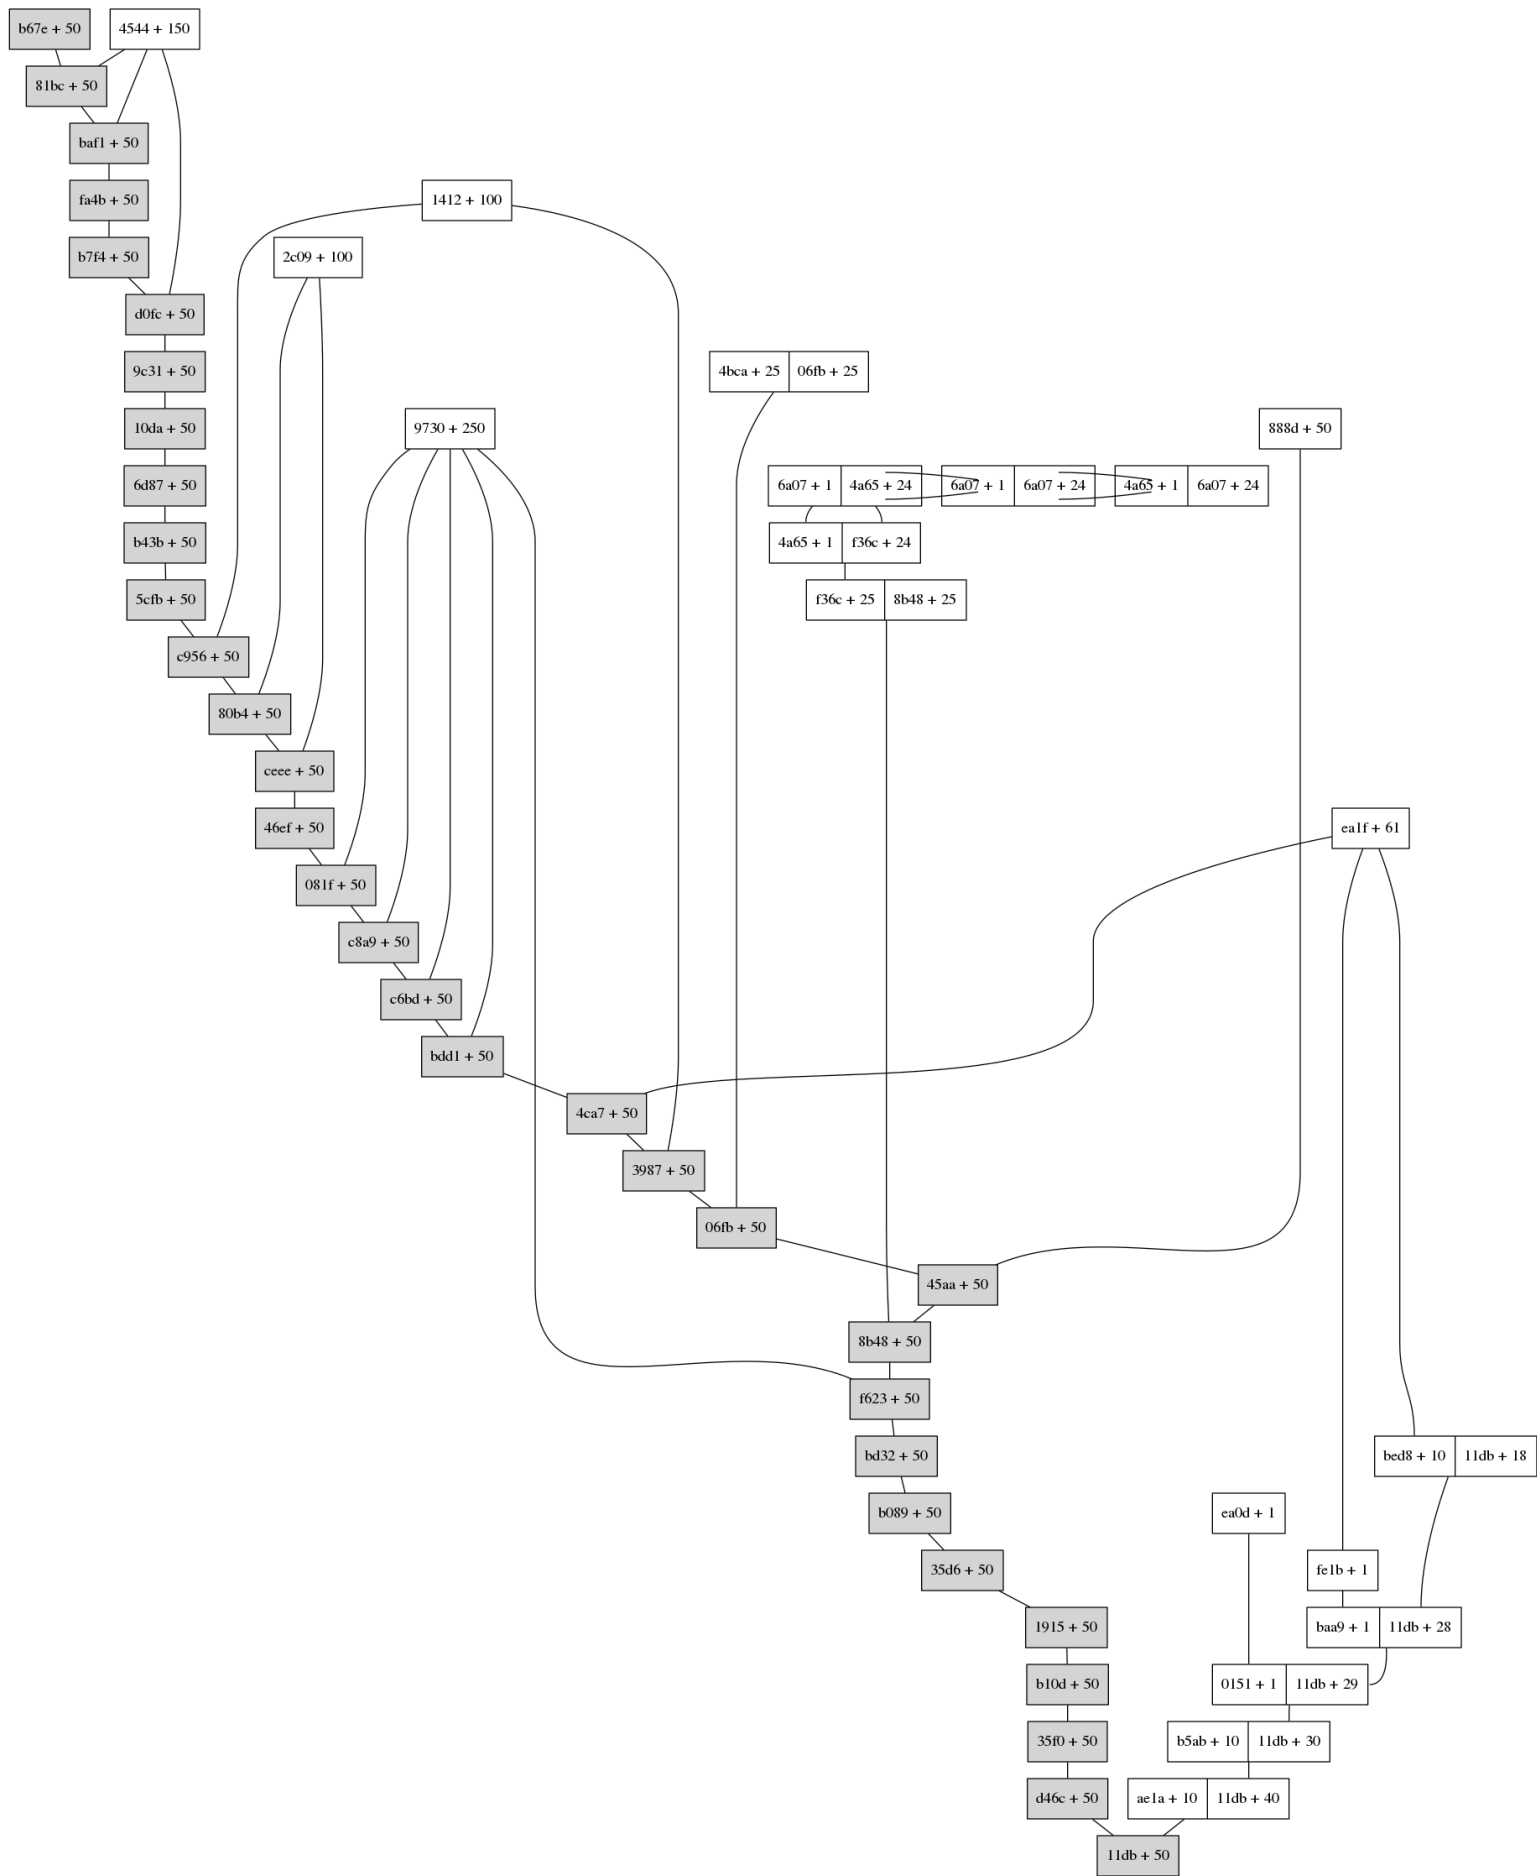 b67e + 50
4544 + 150
81bc + 50
baf1 + 50
fa4b + 50
1412 + 100
b7f4 + 50
2c09 + 100
d0fc + 50
9c31 + 50
4bca + 25
06fb + 25
10da + 50
9730 + 250
888d + 50
6d87 + 50
6a07 + 1
4a65 + 24
6a07 + 1
6a07 + 24
4a65 + 1
6a07 + 24
b43b + 50
4a65 + 1
f36c + 24
5cfb + 50
f36c + 25
8b48 + 25
c956 + 50
80b4 + 50
ceee + 50
46ef + 50
ea1f + 61
081f + 50
c8a9 + 50
c6bd + 50
bdd1 + 50
4ca7 + 50
3987 + 50
06fb + 50
45aa + 50
8b48 + 50
f623 + 50
bd32 + 50
bed8 + 10
11db + 18
b089 + 50
ea0d + 1
35d6 + 50
fe1b + 1
1915 + 50
baa9 + 1
11db + 28
b10d + 50
0151 + 1
11db + 29
35f0 + 50
b5ab + 10
11db + 30
d46c + 50
ae1a + 10
11db + 40
11db + 50